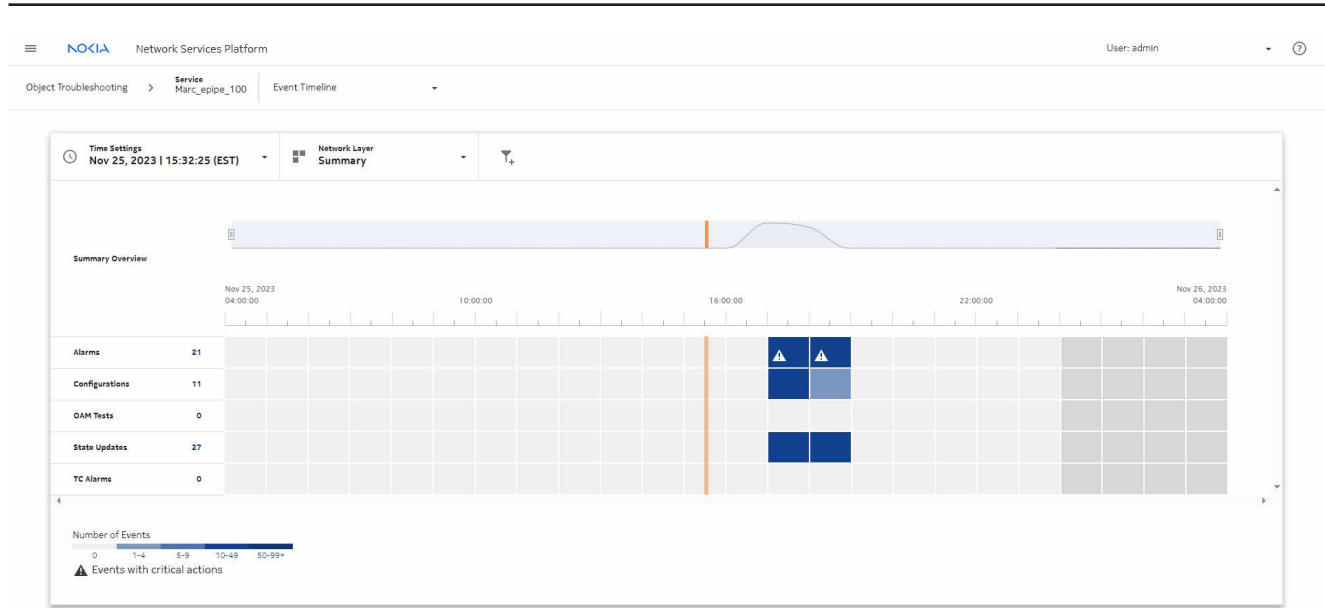 NOKIA Network Services Platform User: admin
Object Troubleshooting > Service Marc_epipe_100 Event Timeline
Time Settings
Nov 25, 2023 | 15:32:25 (EST)
Network Layer
Summary
Summary Overview
Nov 25, 2023 Nov 26, 2023
04:00:00 10:00:00 16:00:00 22:00:00 04:00:00
Alarms 21
Configurations 11
OAM Tests 0
State Updates 27
TC Alarms 0
Number of Events
0 1-4 5-9 10-49 50-99+
Events with critical actions